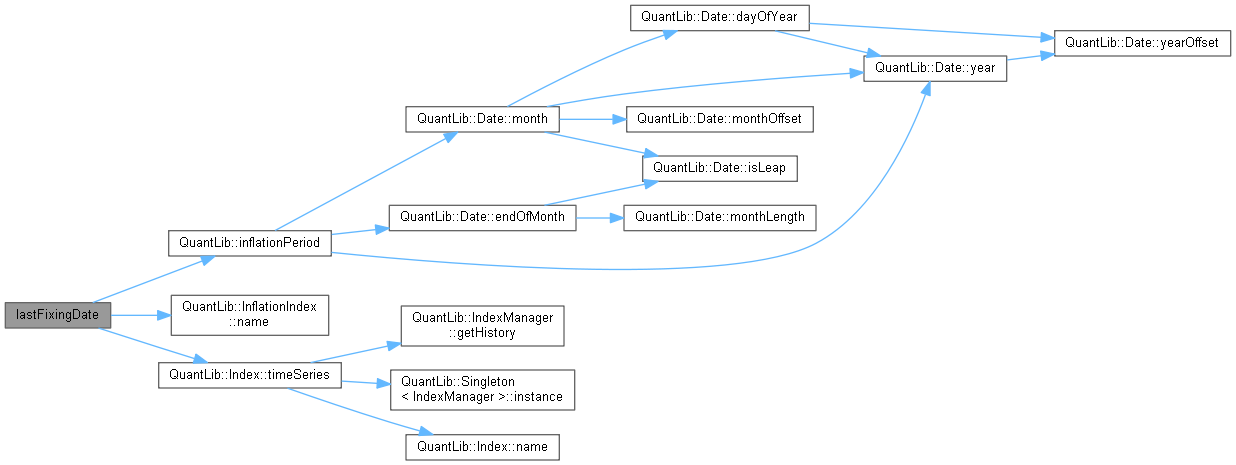 QuantLib::Date::dayOfYear
QuantLib::Date::yearOffset
QuantLib::Date::year
QuantLib::Date::month
QuantLib::Date::monthOffset
QuantLib::Date::isLeap
QuantLib::Date::endOfMonth
QuantLib::Date::monthLength
QuantLib::inflationPeriod
lastFixingDate
QuantLib::InflationIndex
::name
QuantLib::IndexManager
::getHistory
QuantLib::Index::timeSeries
QuantLib::Singleton
< IndexManager >::instance
QuantLib::Index::name